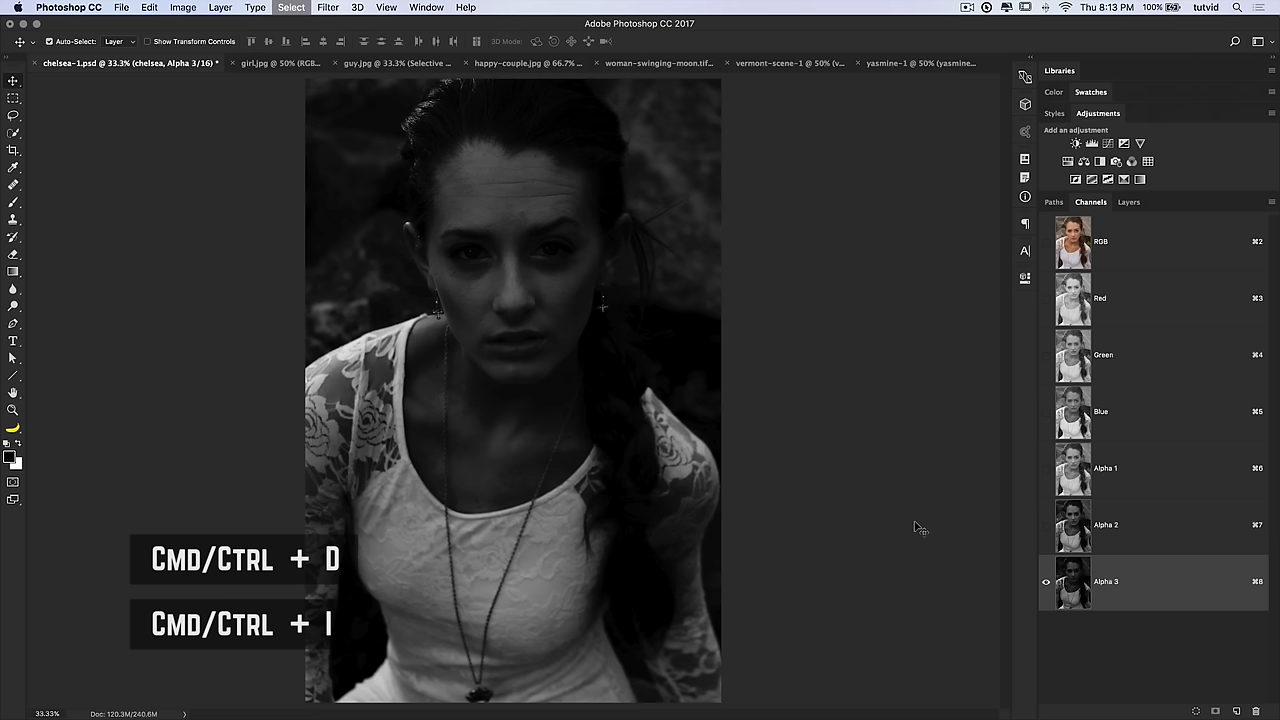 Photoshop CC File Edit Image Layer Type Select Filter 3D View Window Help Thu 8:13 PM 100% tutvid
Adobe Photoshop CC 2017
Auto-Select: Layer Show Transform Controls 3D Mode:
chelsea-1.psd @ 33.3% (chelsea, Alpha 3/16) * girl.jpg @ 50% (RGB... guy.jpg @ 33.3% (Selective ... happy-couple.jpg @ 66.7% ... woman-swinging-moon.tif... vermont-scene-1 @ 50% (v... yasmine-1 @ 50% (yasmine...
Libraries
Color Swatches
Styles Adjustments
Add an adjustment
Paths Channels Layers
RGB ⌘2
Red ⌘3
Green ⌘4
Blue ⌘5
Alpha 1 ⌘6
Alpha 2 ⌘7
Alpha 3 ⌘8
Cmd/Ctrl + D
Cmd/Ctrl + I
33.33% Doc: 120.3M/240.6M